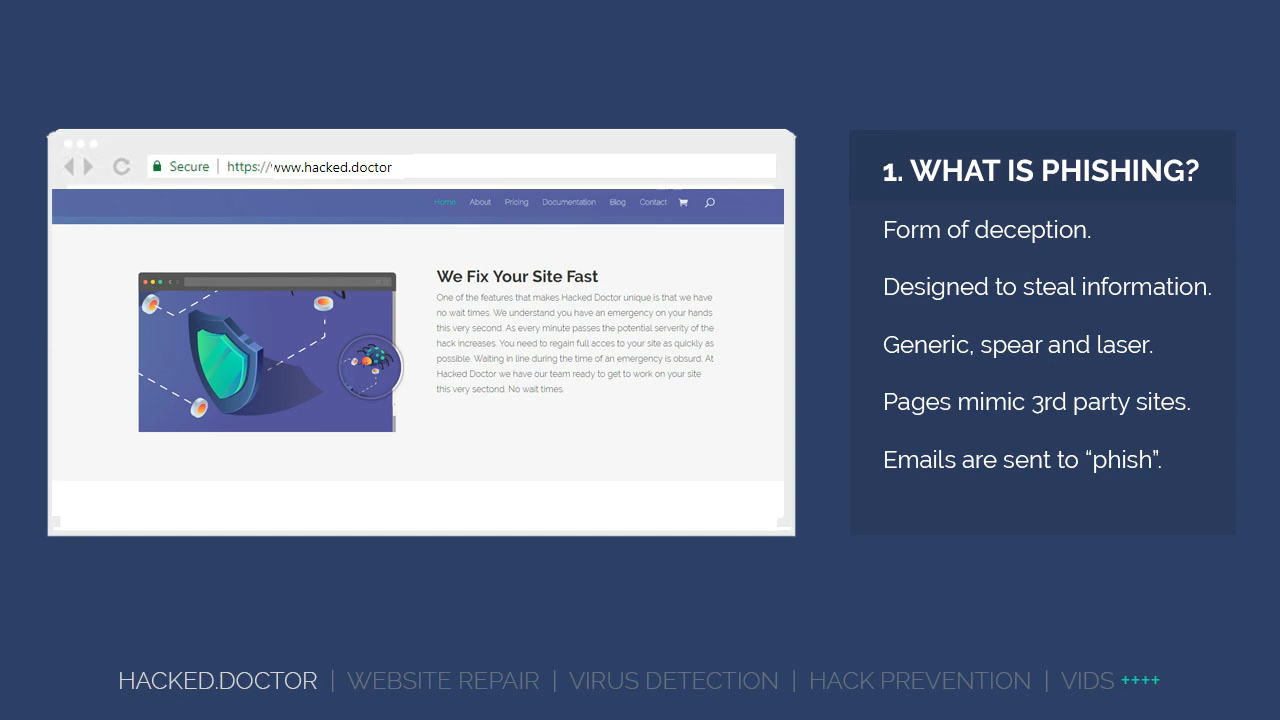 Secure | https://www.hacked.doctor
Home About Pricing Documentation Blog Contact
We Fix Your Site Fast
One of the features that makes Hacked Doctor unique is that we have
no wait times. We understand you have an emergency on your hands
this very second. As every minute passes the potential serverity of the
hack increases. You need to regain full acces to your site as quickly as
possible. Waiting in line during the time of an emergency is absurd. At
Hacked Doctor we have our team ready to get to work on your site
this very sectond. No wait times.
1. WHAT IS PHISHING?
Form of deception.
Designed to steal information.
Generic, spear and laser.
Pages mimic 3rd party sites.
Emails are sent to “phish”.
HACKED.DOCTOR | WEBSITE REPAIR | VIRUS DETECTION | HACK PREVENTION | VIDS ++++